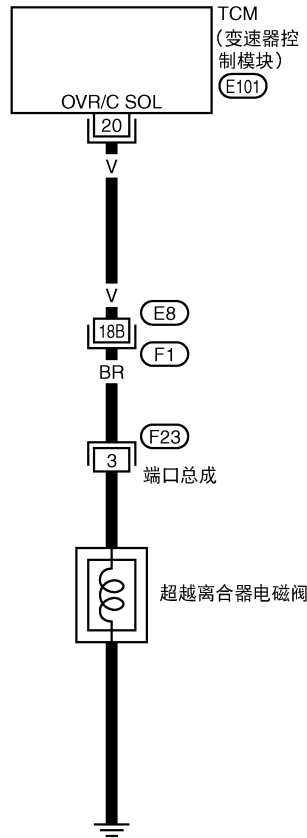 TCM
(变速器控
制模块)
E101
OVR/C SOL
20
V
V
E8
18B
F1
BR
F23
3
端口总成
超越离合器电磁阀